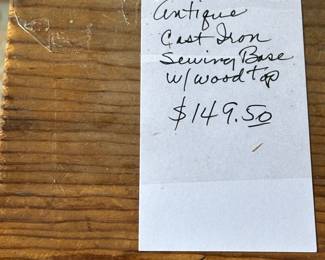 Antique
Cast Iron
Sewing Base
w/wood top
$149.50